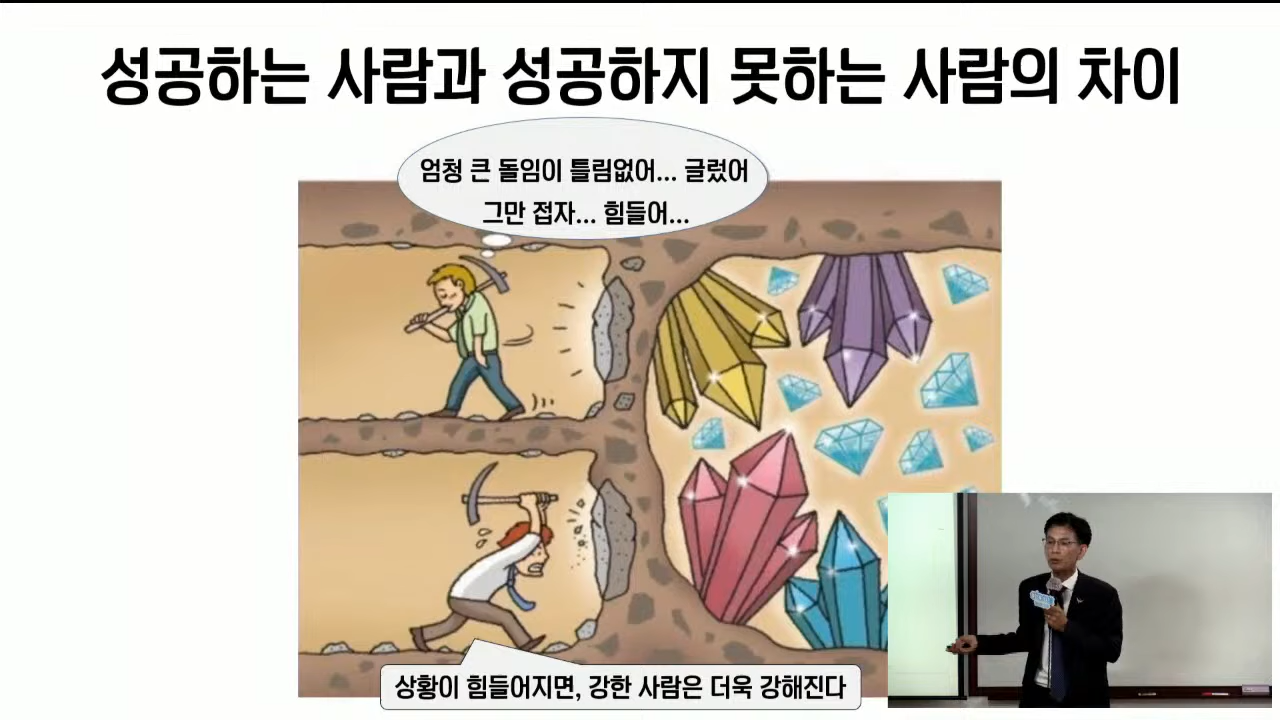 성공하는 사람과 성공하지 못하는 사람의 차이
엄청 큰 돌임이 틀림없어... 글렀어
그만 접자... 힘들어...
상황이 힘들어지면, 강한 사람은 더욱 강해진다